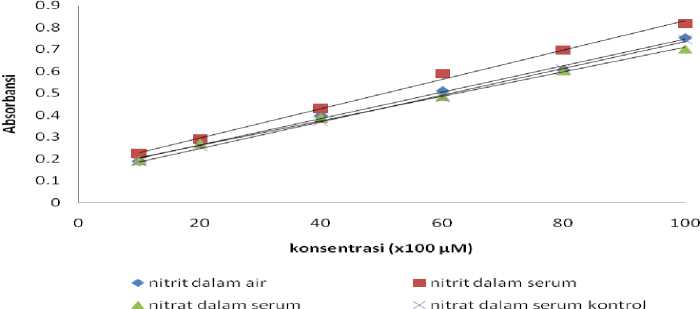 0.9
0.8
0.7
0.6
0.5
0.4
0.3
0.2
0.1
0
Absorbansi
0 20 40 60 80 100
konsentrasi (x100 µM)
nitrit dalam air nitrit dalam serum
nitrat dalam serum nitrat dalam serum kontrol